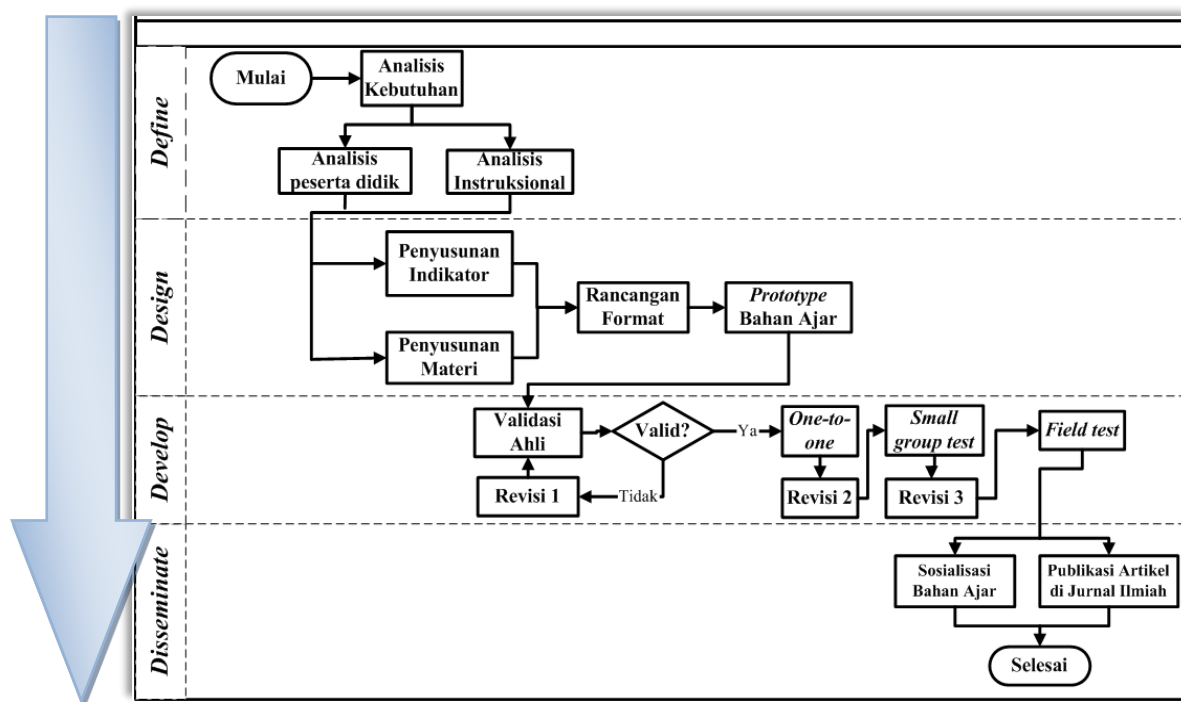 Define
Mulai
Analisis
Kebutuhan
Analisis
peserta didik
Analisis
Instruksional
Design
Penyusunan
Indikator
Penyusunan
Materi
Rancangan
Format
Prototype
Bahan Ajar
Develop
Validasi
Ahli
Valid?
Ya
Tidak
Revisi 1
One-to-
one
Revisi 2
Small
group test
Revisi 3
Field test
Disseminate
Sosialisasi
Bahan Ajar
Publikasi Artikel
di Jurnal Ilmiah
Selesai